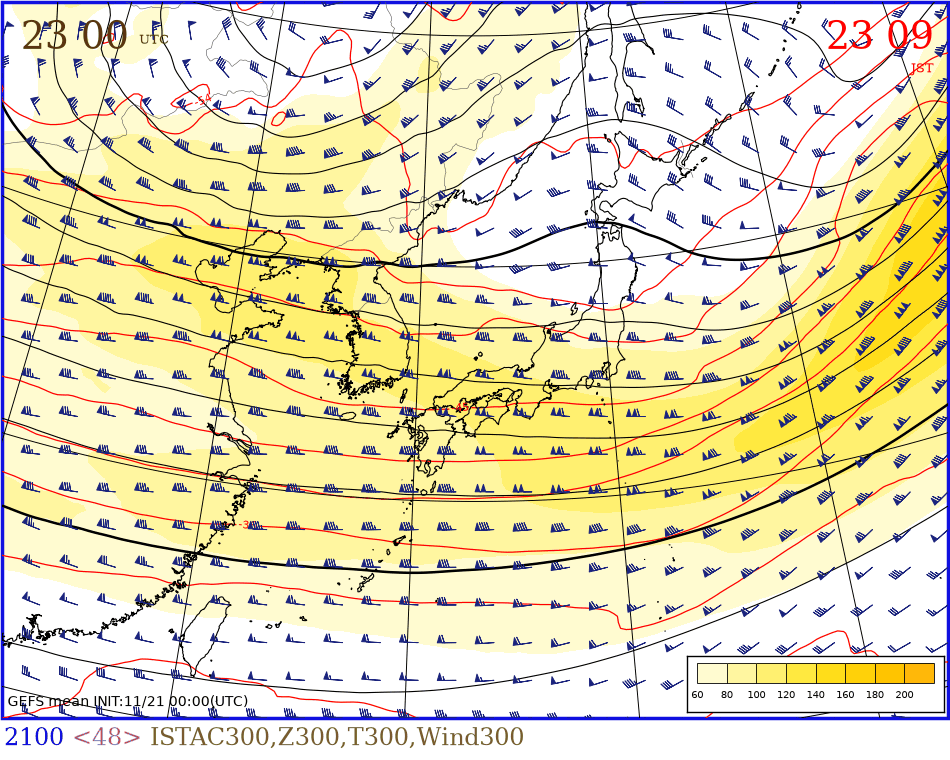 23 00 UTC
23 09
JST
-54
60 80 100 120 140 160 180 200
GEFS mean INIT:11/21 00:00(UTC)
2100 <48> ISTAC300,Z300,T300,Wind300